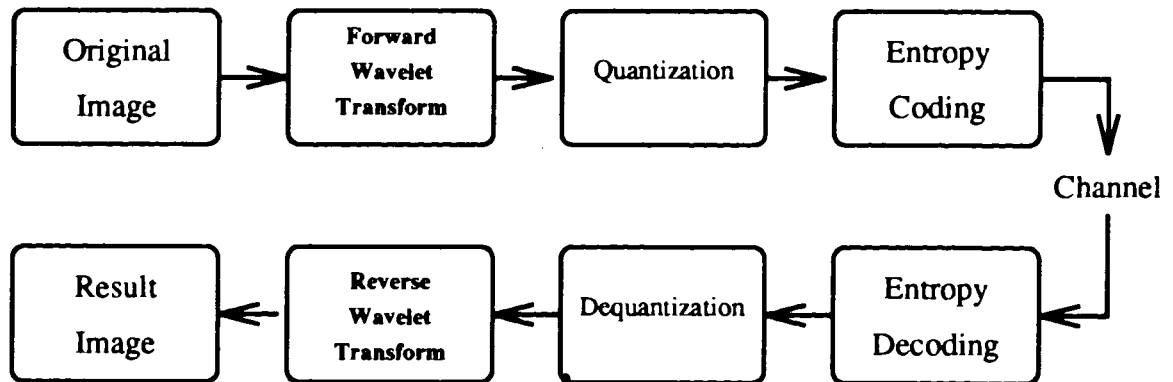 Original
Image
Forward
Wavelet
Transform
Quantization
Entropy
Coding
Channel
Result
Image
Reverse
Wavelet
Transform
Dequantization
Entropy
Decoding